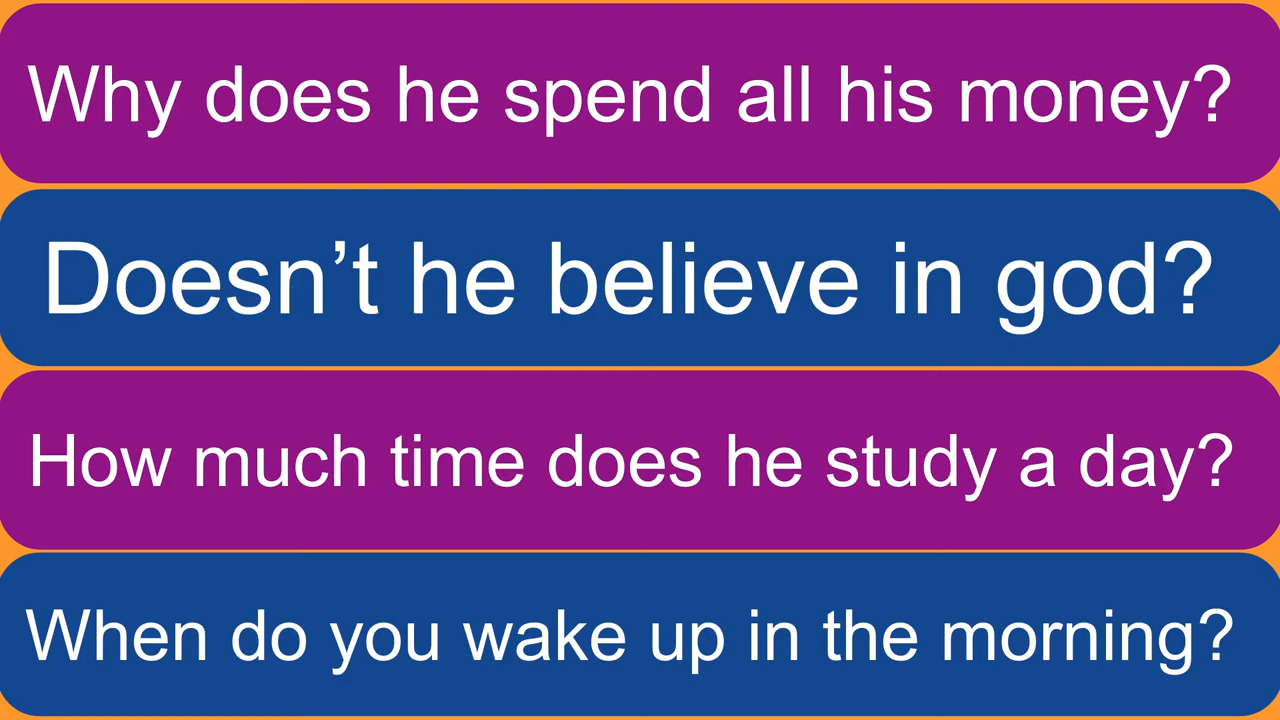 Why does he spend all his money?
Doesn’t he believe in god?
How much time does he study a day?
When do you wake up in the morning?